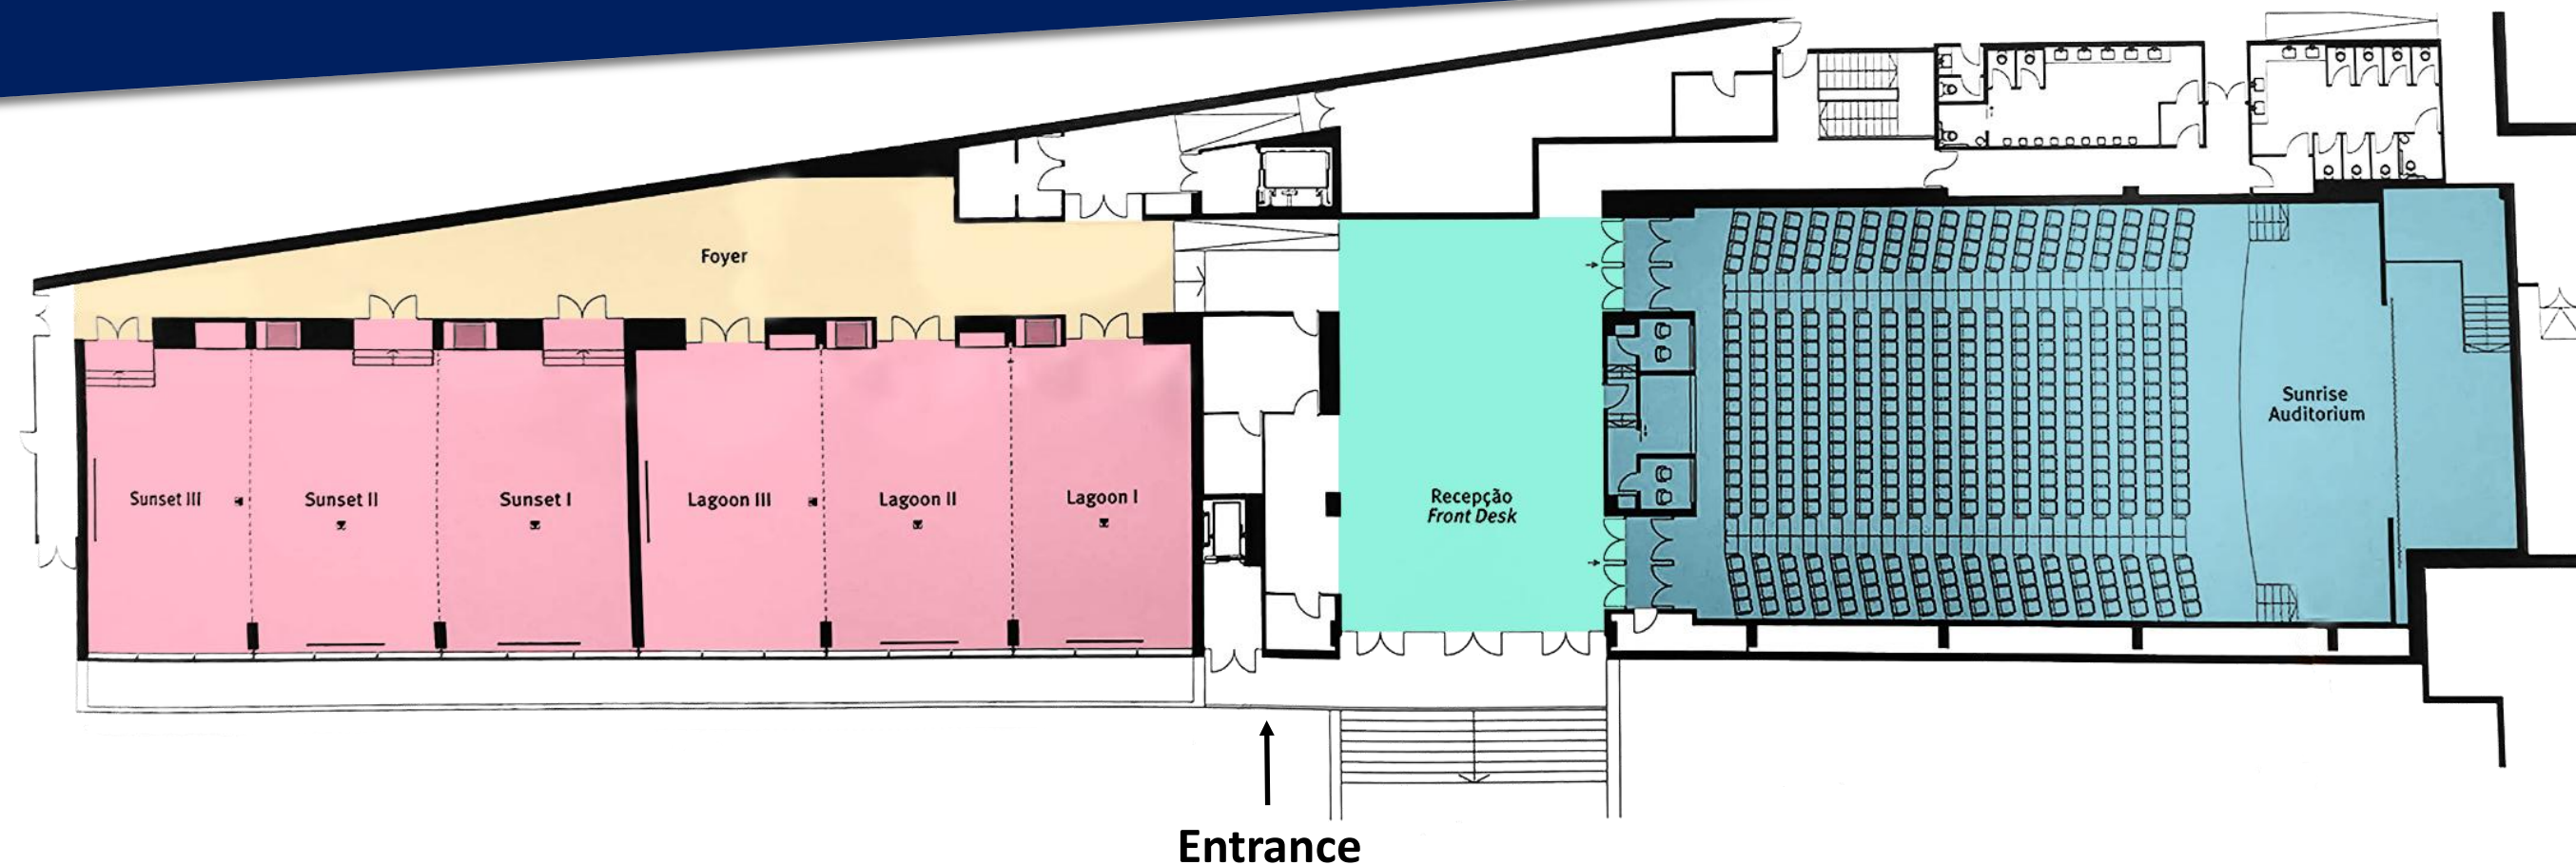 Foyer
Sunset III
Sunset II
Sunset I
Lagoon III
Lagoon II
Lagoon I
Recepção
Front Desk
Sunrise
Auditorium
Entrance